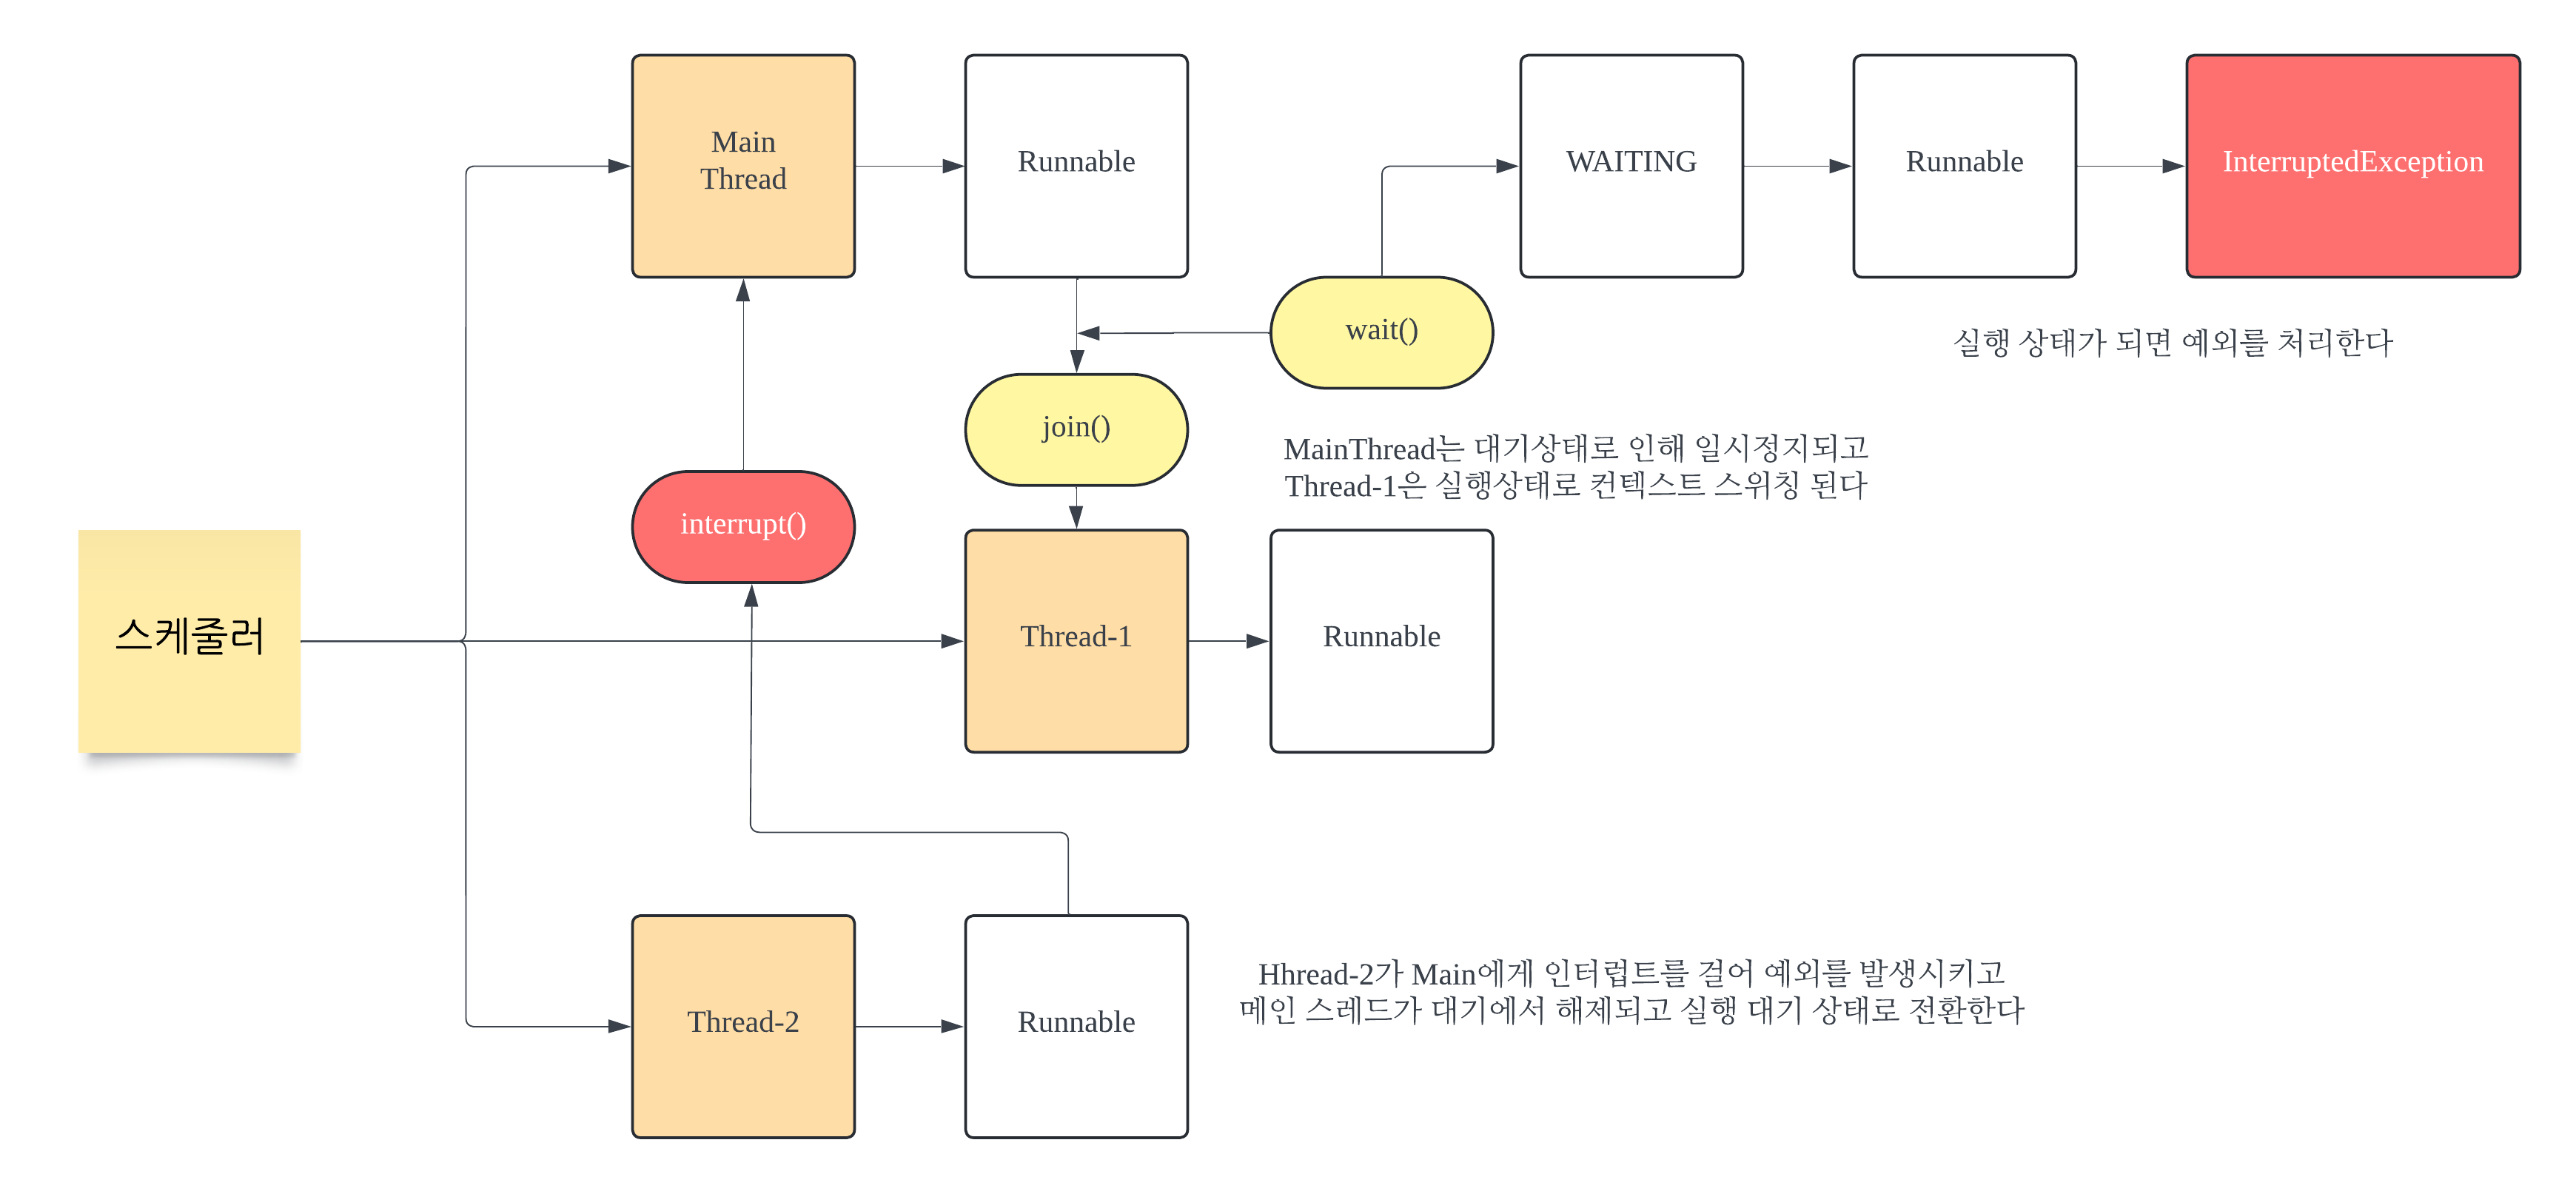 Main
Thread
Runnable
WAITING
Runnable
InterruptedException
wait()
실행 상태가 되면 예외를 처리한다
join()
MainThread는 대기상태로 인해 일시정지되고
Thread-1은 실행상태로 컨텍스트 스위칭 된다
interrupt()
스케줄러
Thread-1
Runnable
Thread-2
Runnable
Hhread-2가 Main에게 인터럽트를 걸어 예외를 발생시키고
메인 스레드가 대기에서 해제되고 실행 대기 상태로 전환한다